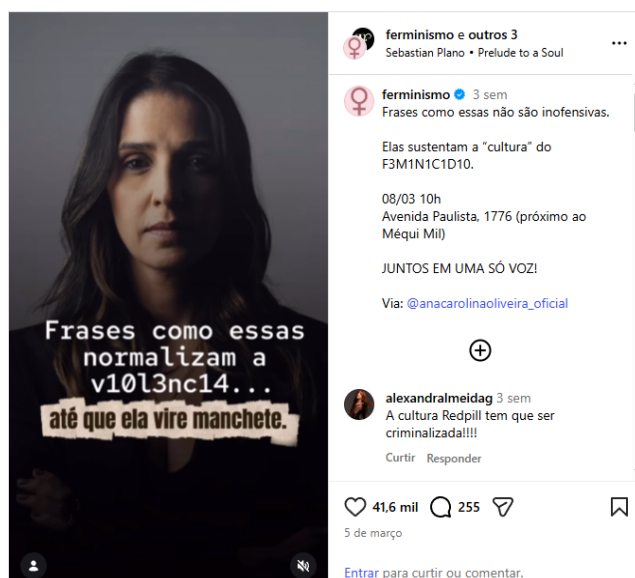 Frases como essas
normalizam a
v10l3nc14...
até que ela vire manchete.
ferminismo e outros 3
Sebastian Plano • Prelude to a Soul
ferminismo 3 sem
Frases como essas não são inofensivas.
Elas sustentam a “cultura” do
F3M1N1C1D10.
08/03 10h
Avenida Paulista, 1776 (próximo ao
Méqui Mil)
JUNTOS EM UMA SÓ VOZ!
Via: @anacarolinaoliveira_oficial
alexandralmeidag 3 sem
A cultura Redpill tem que ser
criminalizada!!!!
Curtir Responder
41,6 mil 255
5 de março
Entrar para curtir ou comentar.